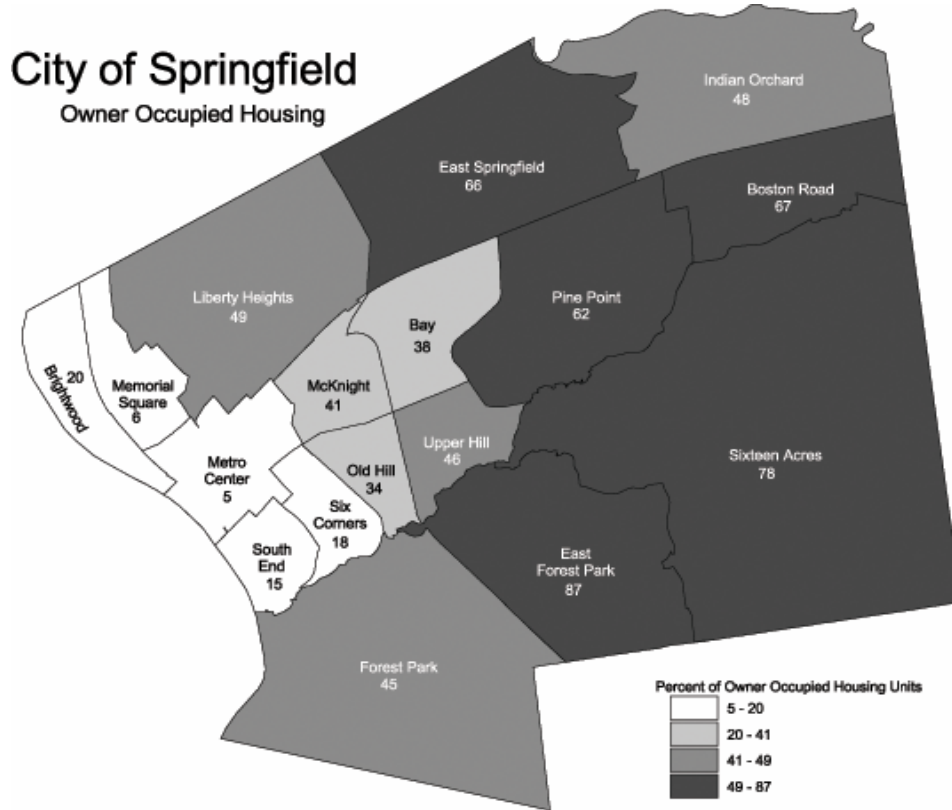 City of Springfield
Owner Occupied Housing
Indian Orchard
48
East Springfield
66
Boston Road
67
Liberty Heights
49
Pine Point
62
Bay
38
20
Brightwood
Memorial
Square
6
McKnight
41
Upper Hill
46
Metro
Center
5
Old Hill
34
Sixteen Acres
78
Six
Corners
18
South
End
15
East
Forest Park
87
Forest Park
45
Percent of Owner Occupied Housing Units
5 - 20
20 - 41
41 - 49
49 - 87